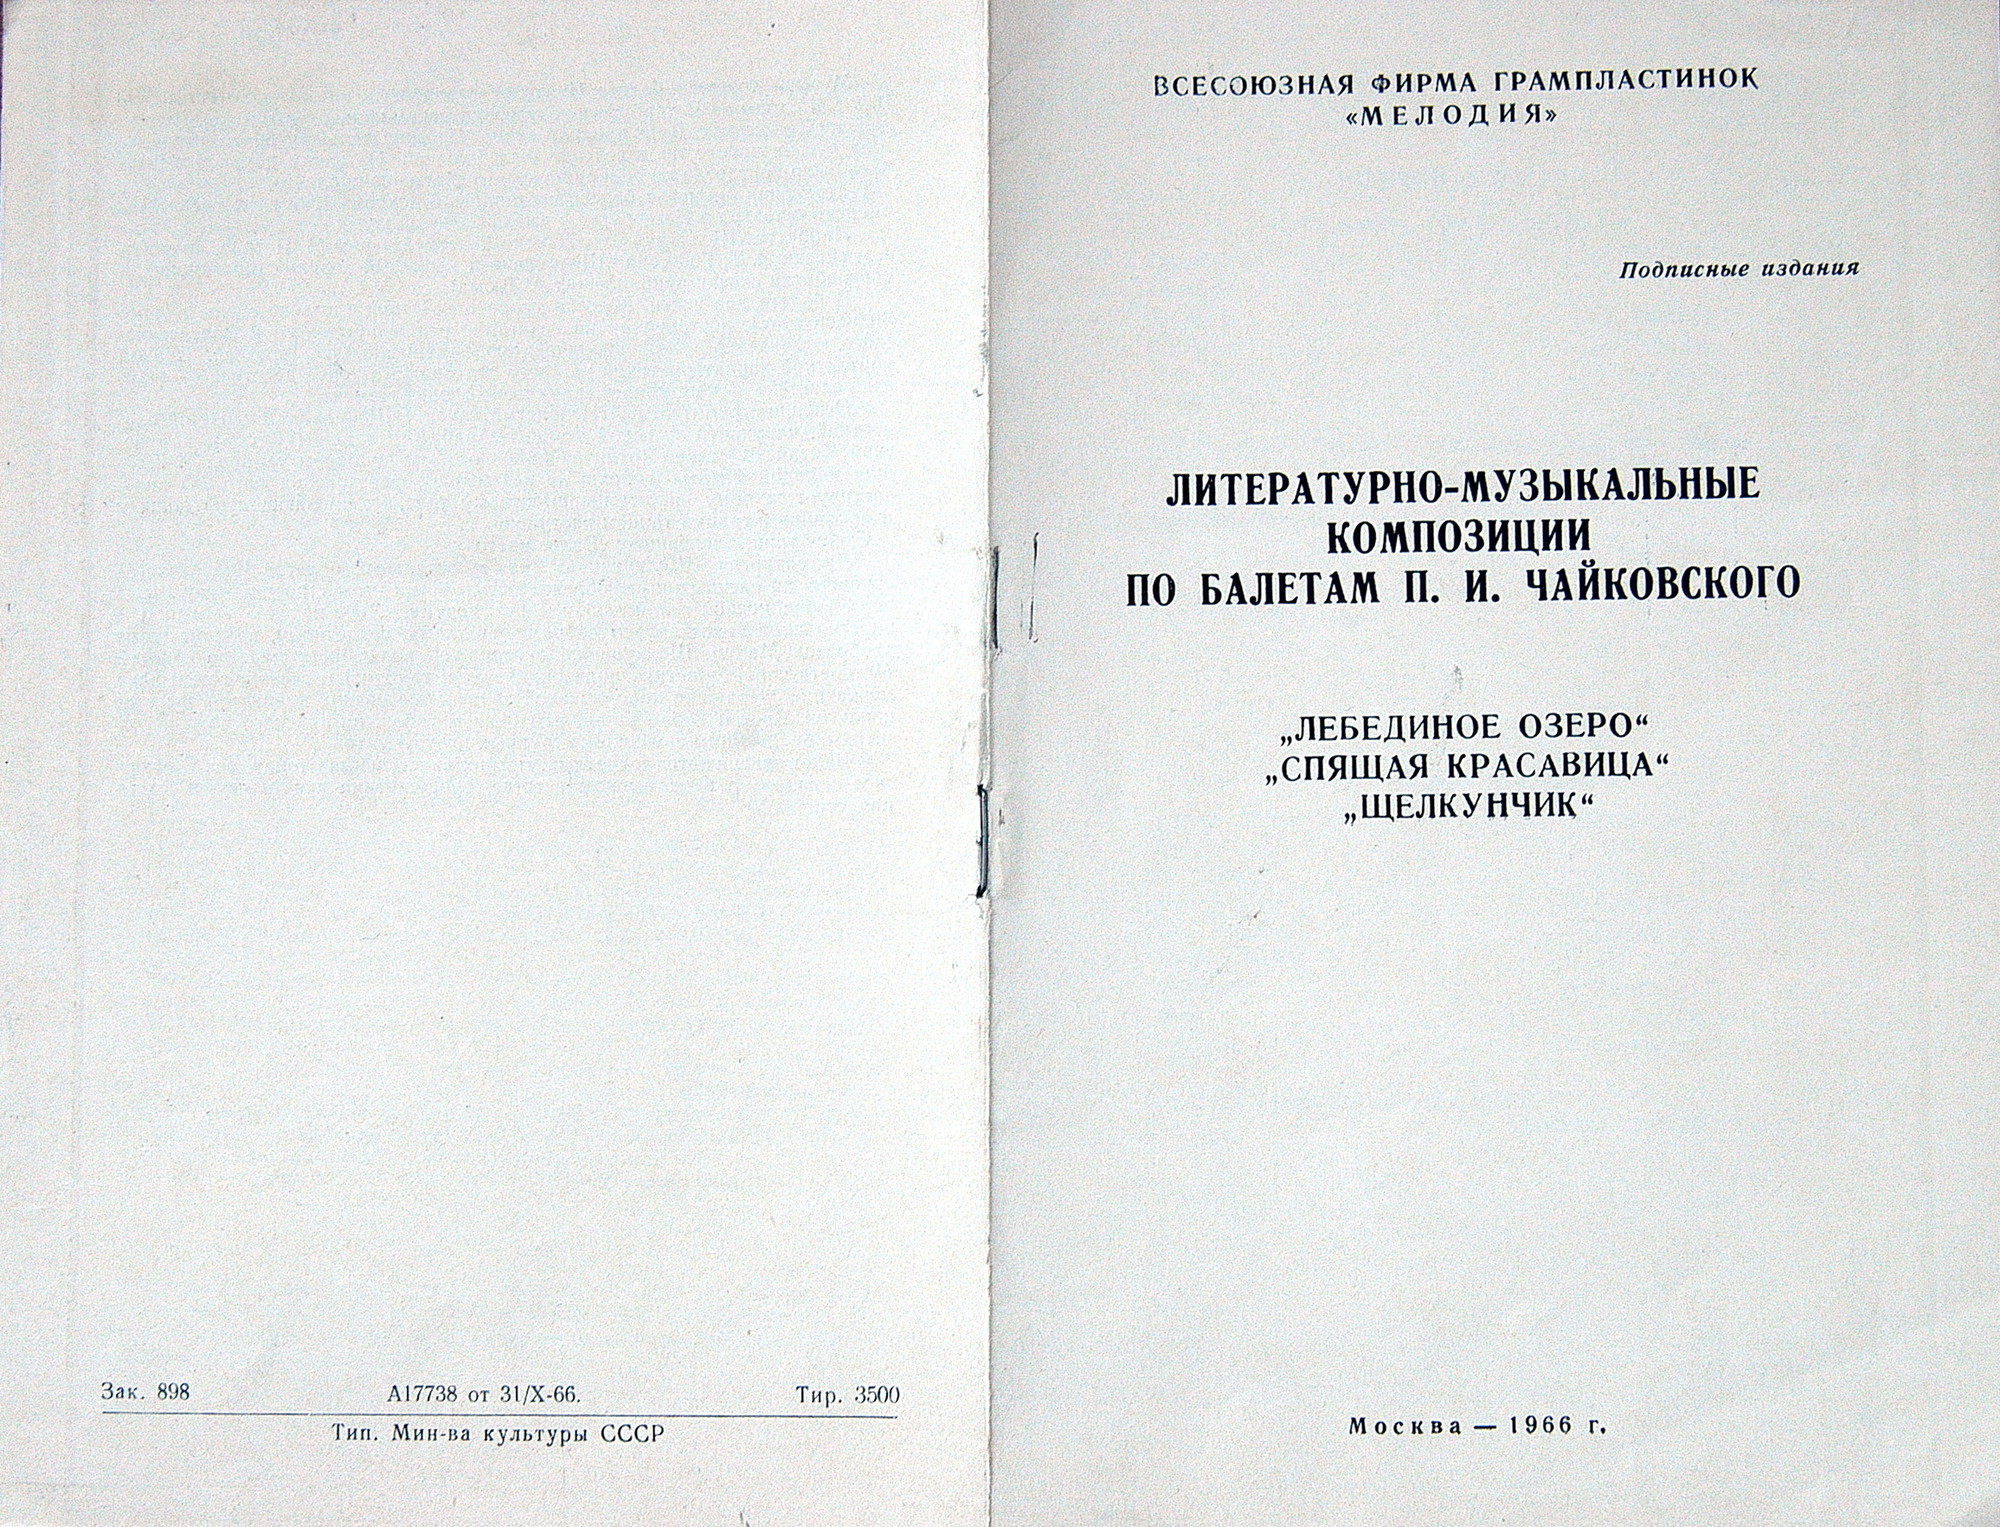 Зак. 898 А17738 от 31/X-66. Тир. 3500
Тип. Мин-ва культуры СССР
ВСЕСОЮЗНАЯ ФИРМА ГРАМПЛАСТИНОК
«МЕЛОДИЯ»
Подписные издания
ЛИТЕРАТУРНО-МУЗЫКАЛЬНЫЕ
КОМПОЗИЦИИ
ПО БАЛЕТАМ П. И. ЧАЙКОВСКОГО
„ЛЕБЕДИНОЕ ОЗЕРО“
„СПЯЩАЯ КРАСАВИЦА“
„ЩЕЛКУНЧИК“
Москва — 1966 г.